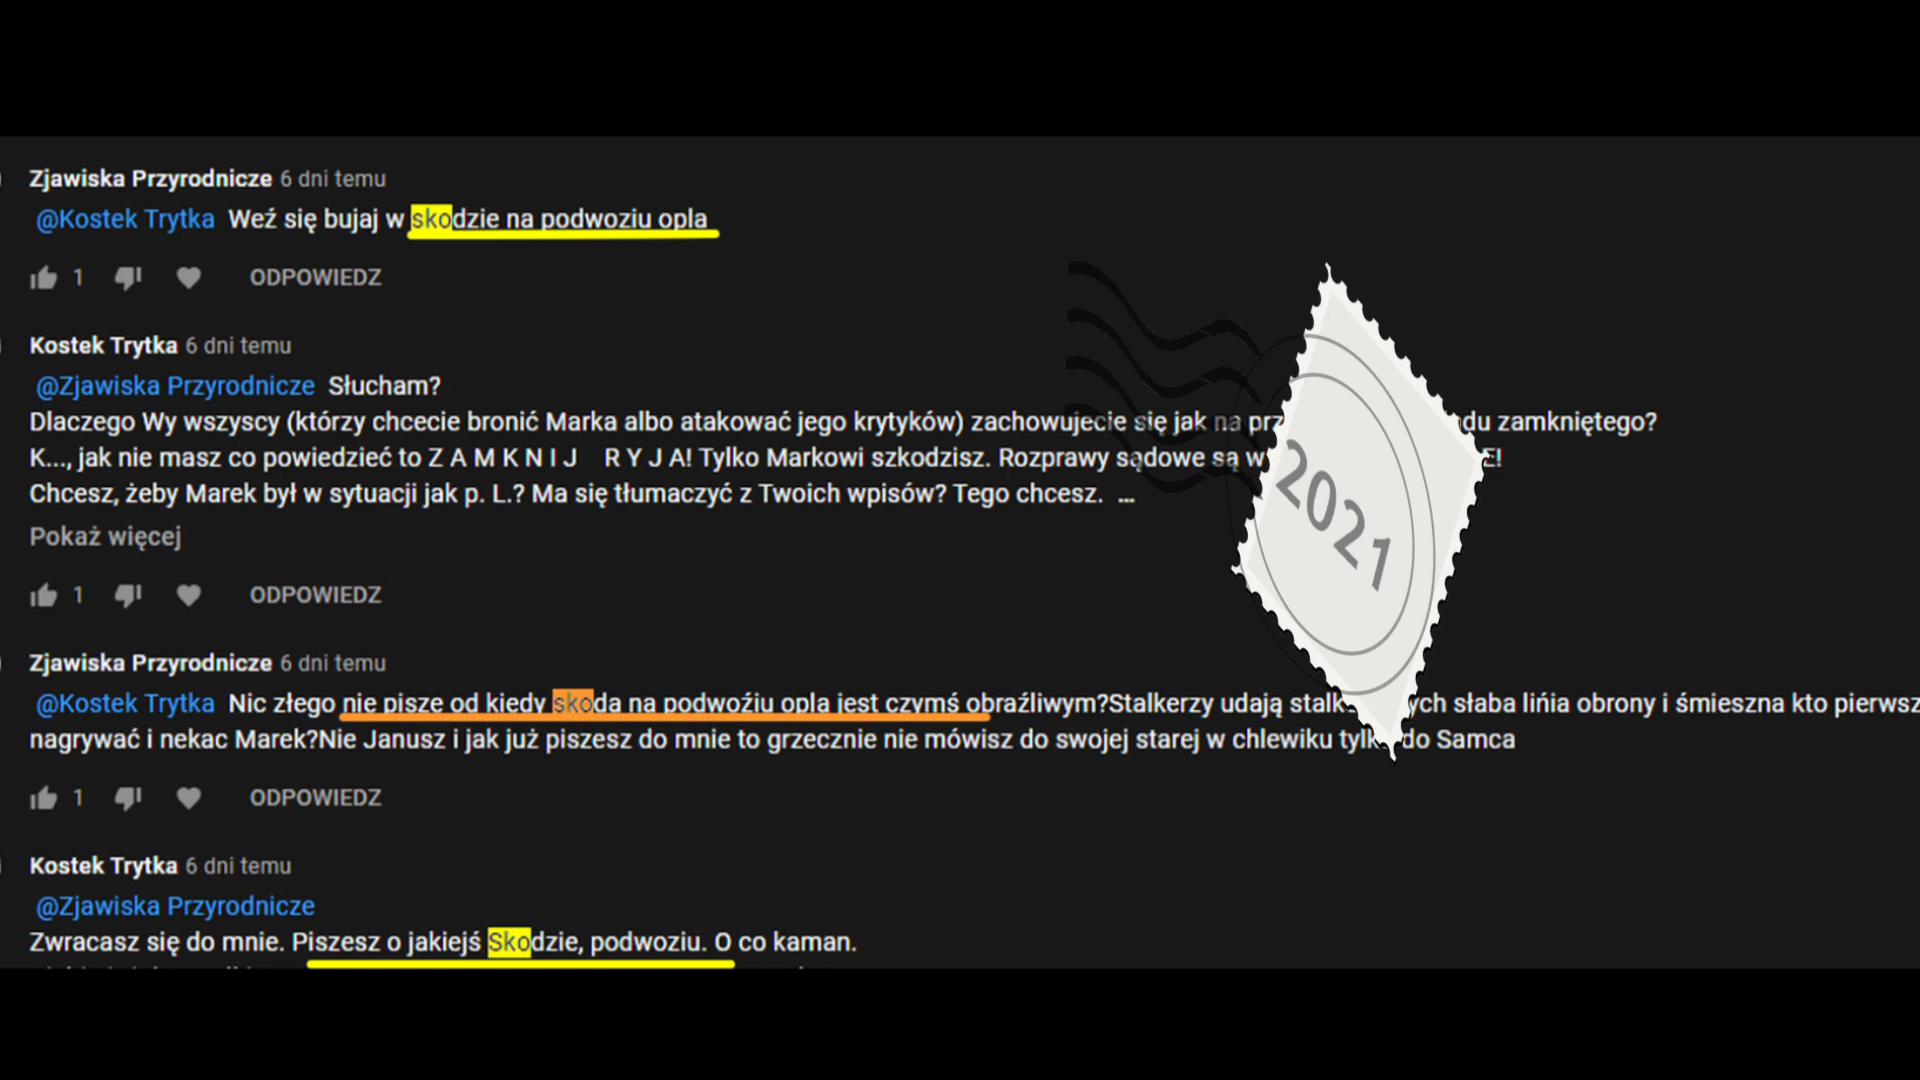 Zjawiska Przyrodnicze 6 dni temu
@Kostek Trytka Weź się bujaj w skodzie na podwoziu opla
1 ODPOWIEDZ
Kostek Trytka 6 dni temu
@Zjawiska Przyrodnicze Słucham?
Dlaczego Wy wszyscy (którzy chcecie bronić Marka albo atakować jego krytyków) zachowujecie się jak na zamkniętego?
K..., jak nie masz co powiedzieć to Z A M K N I J R Y J A! Tylko Markowi szkodzisz. Rozprawy sądowe są
Chcesz, żeby Marek był w sytuacji jak p. L.? Ma się tłumaczyć z Twoich wpisów? Tego chcesz. ...
Pokaż więcej
1 ODPOWIEDZ
2021
Zjawiska Przyrodnicze 6 dni temu
@Kostek Trytka Nic złego nie pisze od kiedy skoda na podwoźiu opla jest czymś obraźliwym?Stalkerzy udają słaba lińia obrony i śmieszna kto
nagrywać i nekac Marek?Nie Janusz i jak już piszesz do mnie to grzecznie nie mówisz do swojej starej w chlewiku do Samca
1 ODPOWIEDZ
Kostek Trytka 6 dni temu
@Zjawiska Przyrodnicze
Zwracasz się do mnie. Piszesz o jakiejś Skodzie, podwoziu. O co kaman.